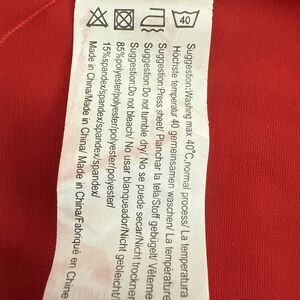 40
Suggestion:Washing max 40°C,normal process/ La temperatura
Höchste temperatur 40 gemeinsamen waschen/ La température
Suggestion:Press sheet/ Planchar la tela/Stoff gebügelt/ Vêteme
Suggestion:Do not tumble dry/ No se puede secar/Nicht
Suggestion:Do not bleach/ No usar blanqueador/Nicht gebleicht/
85%polyester/polyester/polyester/polyester/
15%spandex/spandex/spandex/spandex/
Made in China/Made in China/ Made in China/Fabriqué en Chine